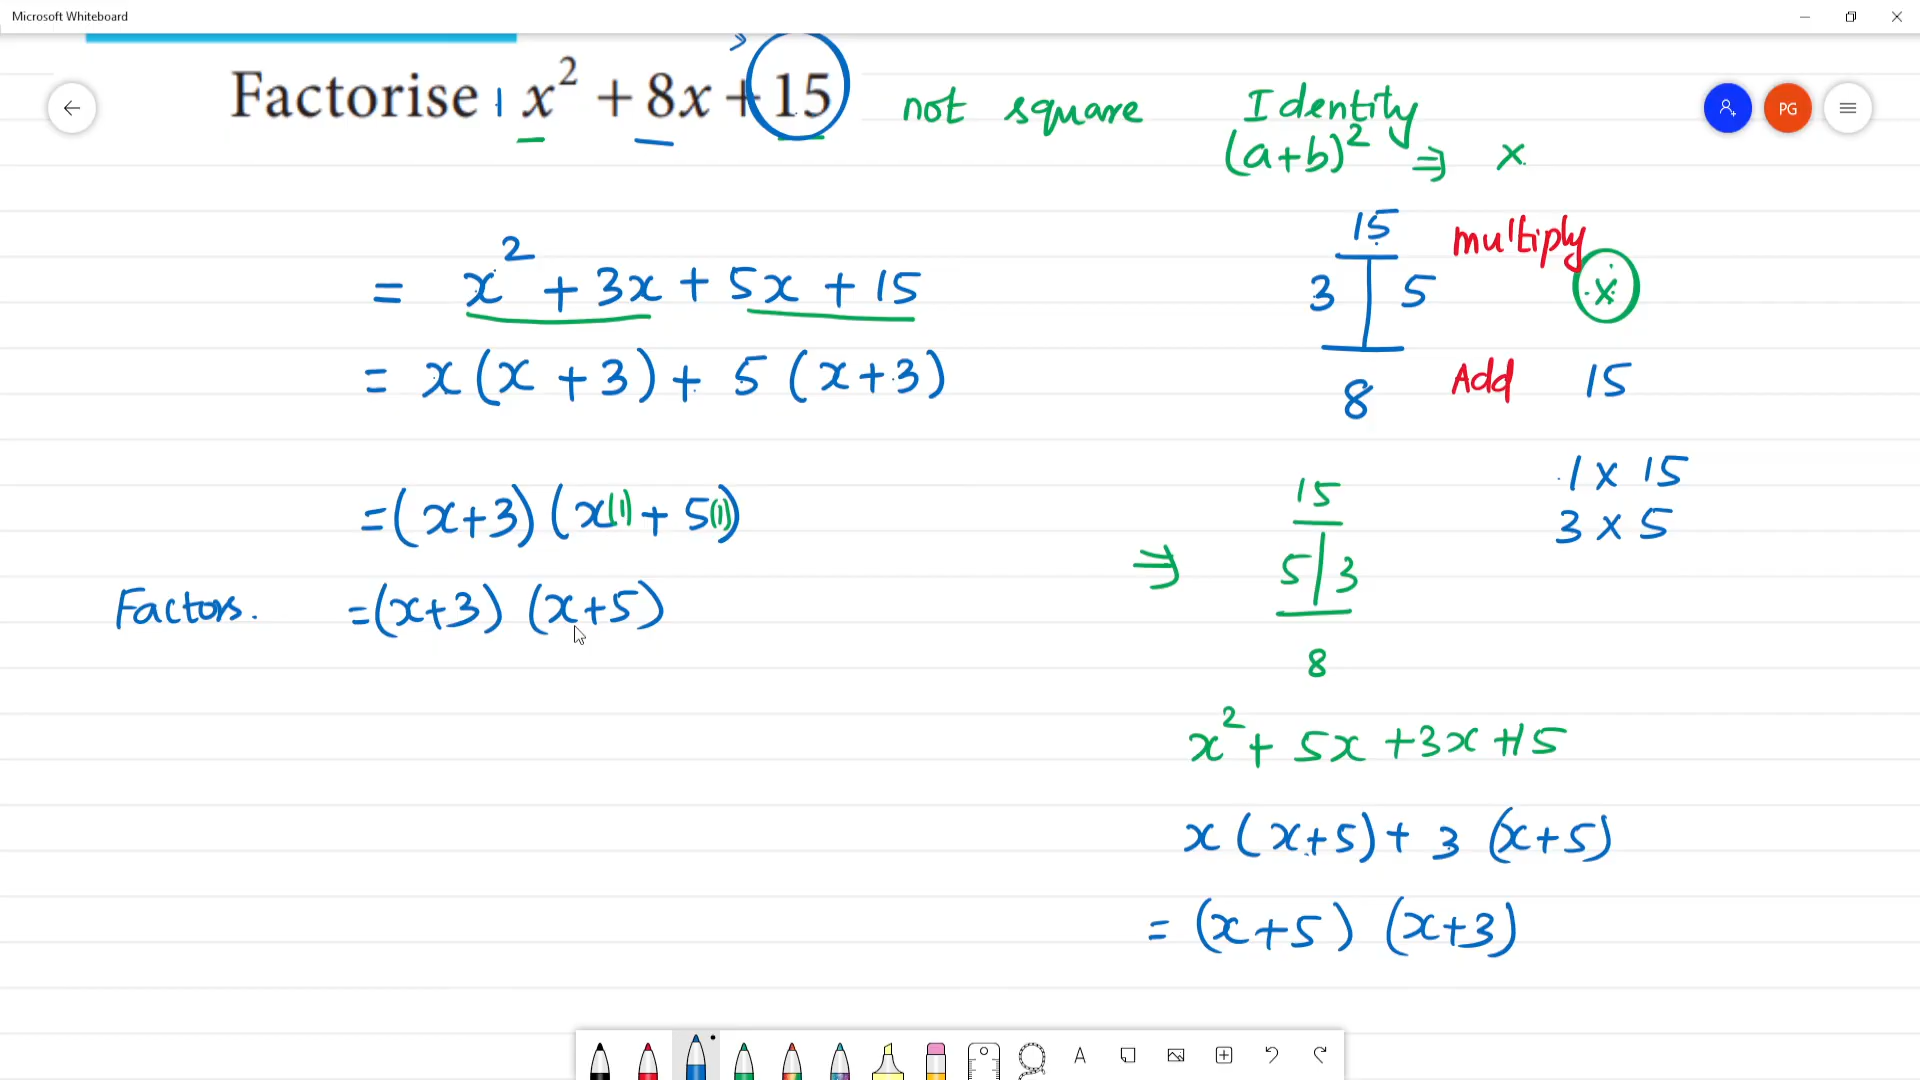 Microsoft Whiteboard
Factorise 1 x² + 8x + 15 not square Identity
(a+b)² ⇒ x
PG
= x² + 3x + 5x + 15
= x(x + 3) + 5 (x+3)
=(x+3) (x(1) + 5(1))
Factors. =(x+3) (x+5)
15 multiply
3 5 x
8 Add 15
1 x 15
3 x 5
15
⇒ 5 3
8
x² + 5x +3x +15
x (x+5) + 3 (x+5)
= (x+5) (x+3)
A